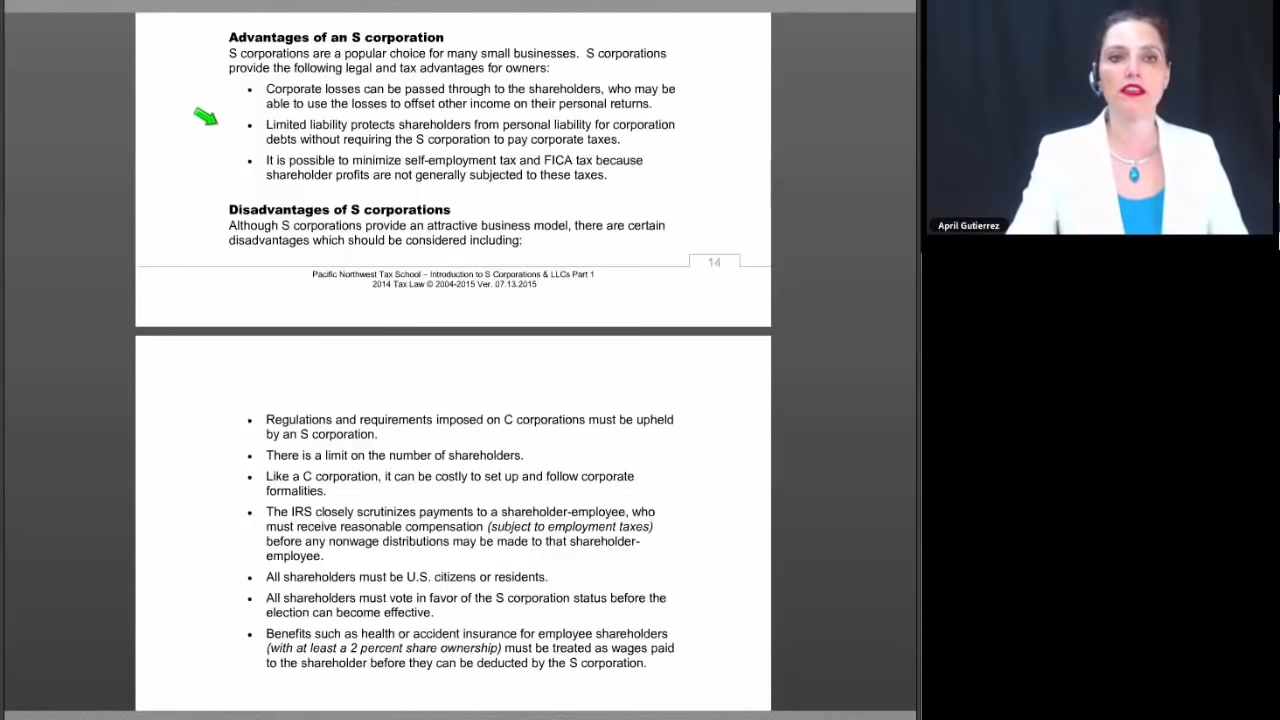 Advantages of an S corporation
S corporations are a popular choice for many small businesses.  S corporations
provide the following legal and tax advantages for owners:
• Corporate losses can be passed through to the shareholders, who may be
able to use the losses to offset other income on their personal returns.
• Limited liability protects shareholders from personal liability for corporation
debts without requiring the S corporation to pay corporate taxes.
• It is possible to minimize self-employment tax and FICA tax because
shareholder profits are not generally subjected to these taxes.
Disadvantages of S corporations
Although S corporations provide an attractive business model, there are certain
disadvantages which should be considered including:
14
Pacific Northwest Tax School – Introduction to S Corporations & LLCs Part 1
2014 Tax Law © 2004-2015 Ver. 07.13.2015
• Regulations and requirements imposed on C corporations must be upheld
by an S corporation.
• There is a limit on the number of shareholders.
• Like a C corporation, it can be costly to set up and follow corporate
formalities.
• The IRS closely scrutinizes payments to a shareholder-employee, who
must receive reasonable compensation (subject to employment taxes)
before any nonwage distributions may be made to that shareholder-
employee.
• All shareholders must be U.S. citizens or residents.
• All shareholders must vote in favor of the S corporation status before the
election can become effective.
• Benefits such as health or accident insurance for employee shareholders
(with at least a 2 percent share ownership) must be treated as wages paid
to the shareholder before they can be deducted by the S corporation.
April Gutierrez